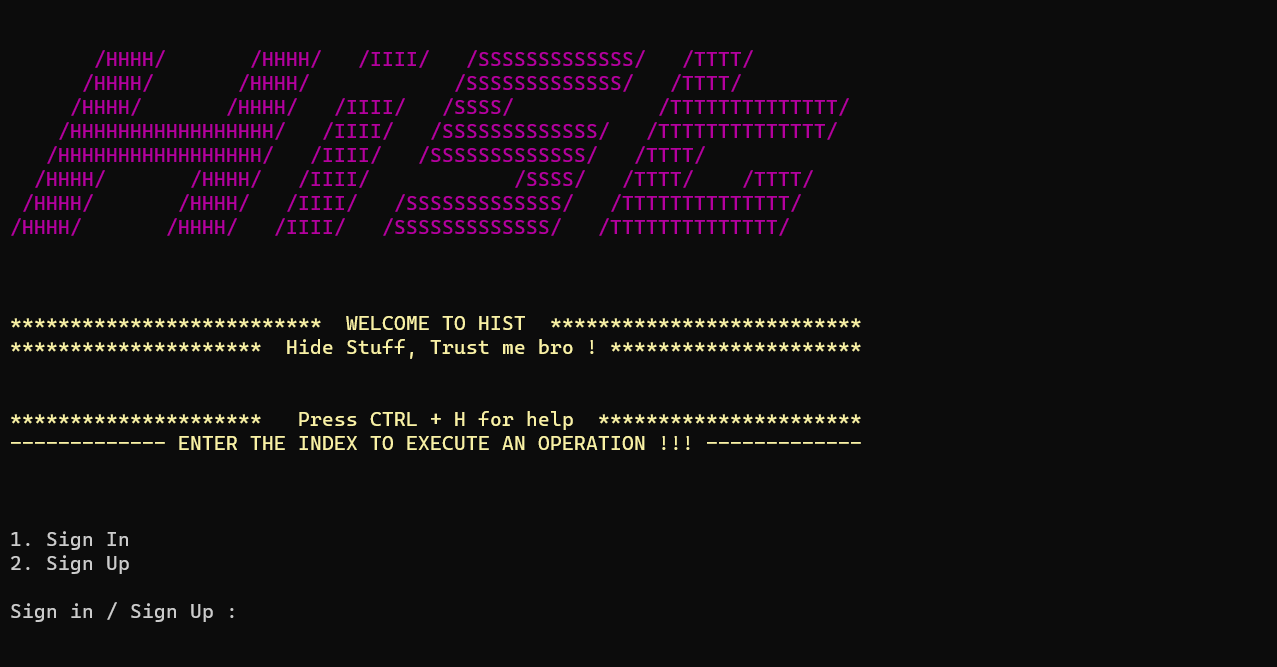 /HHHH/       /HHHH/   /IIII/   /SSSSSSSSSSSSS/   /TTTT/
      /HHHH/       /HHHH/            /SSSSSSSSSSSSS/   /TTTT/
     /HHHH/       /HHHH/   /IIII/   /SSSS/            /TTTTTTTTTTTTTT/
    /HHHHHHHHHHHHHHHHH/   /IIII/   /SSSSSSSSSSSSS/   /TTTTTTTTTTTTTT/
   /HHHHHHHHHHHHHHHHH/   /IIII/   /SSSSSSSSSSSSS/   /TTTT/
  /HHHH/       /HHHH/   /IIII/            /SSSS/   /TTTT/    /TTTT/
 /HHHH/       /HHHH/   /IIII/   /SSSSSSSSSSSSS/   /TTTTTTTTTTTTTT/
/HHHH/       /HHHH/   /IIII/   /SSSSSSSSSSSSS/   /TTTTTTTTTTTTTT/
**************************  WELCOME TO HIST  **************************
*********************  Hide Stuff, Trust me bro ! *********************
*********************   Press CTRL + H for help  **********************
------------- ENTER THE INDEX TO EXECUTE AN OPERATION !!! -------------
1. Sign In
2. Sign Up
Sign in / Sign Up :